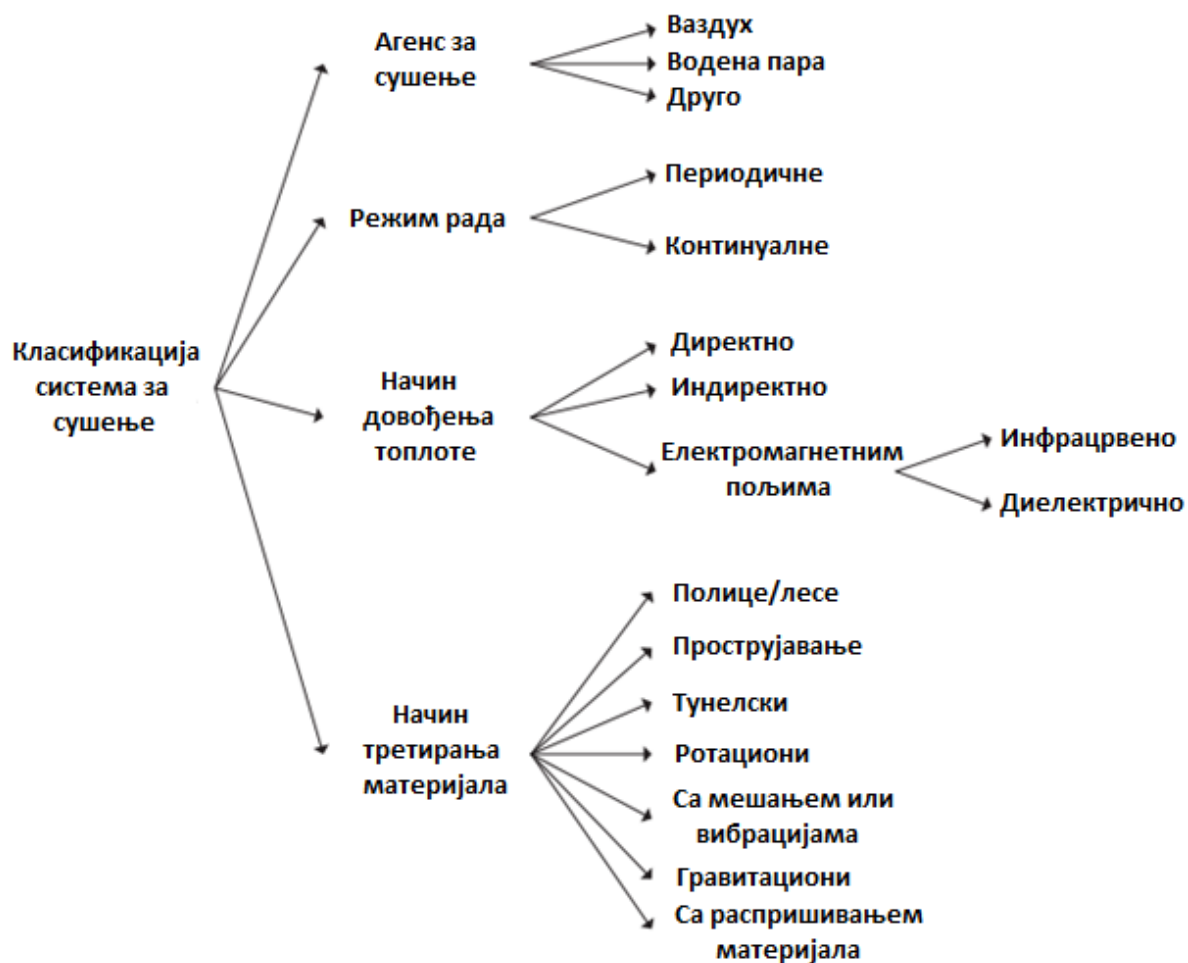 Класификација
система за
сушење
Агенс за
сушење
Ваздух
Водена пара
Друго
Режим рада
Периодичне
Континуалне
Начин
довођења
топлоте
Директно
Индиректно
Електромагнетним
пољима
Инфрацрвено
Диелектрично
Начин
третирања
материјала
Полице/лесе
Прострујавање
Тунелски
Ротациони
Са мешањем или
вибрацијама
Гравитациони
Са распришивањем
материјала